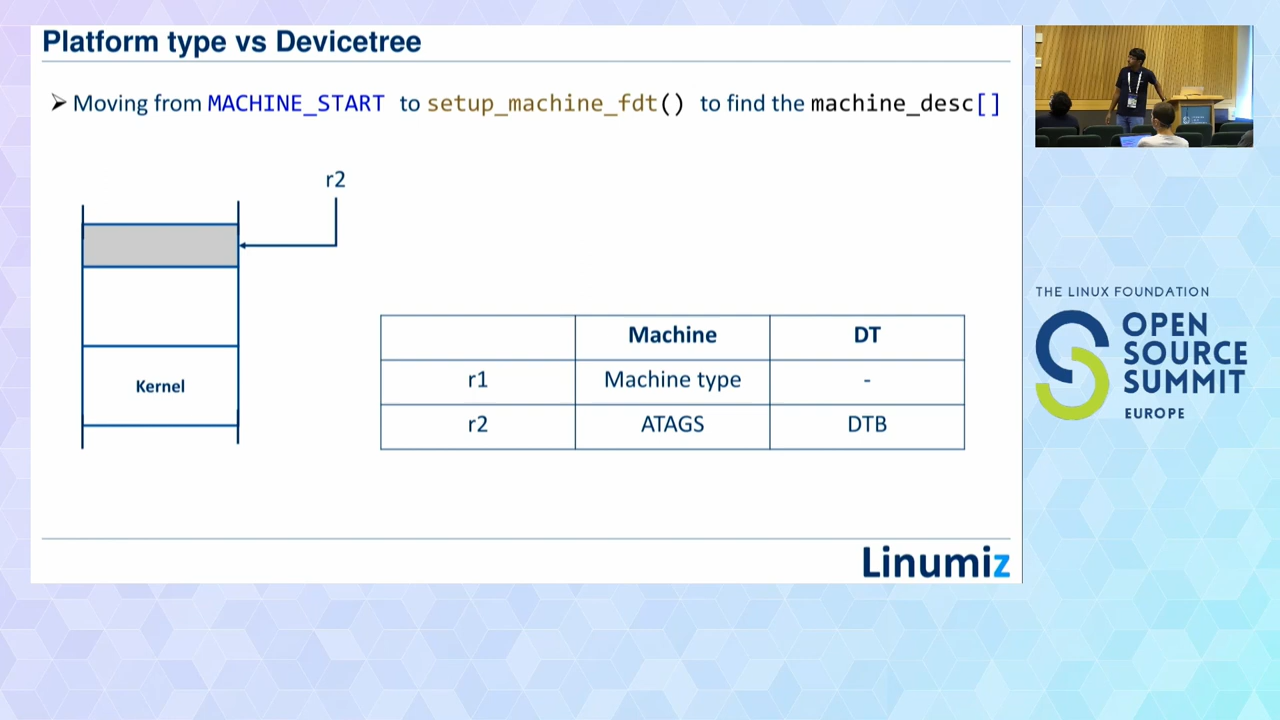 Platform type vs Devicetree
➢ Moving from MACHINE_START to setup_machine_fdt() to find the machine_desc[]
r2
Kernel
Machine DT
r1 Machine type -
r2 ATAGS DTB
Linumiz
THE LINUX FOUNDATION
OPEN
SOURCE
SUMMIT
EUROPE